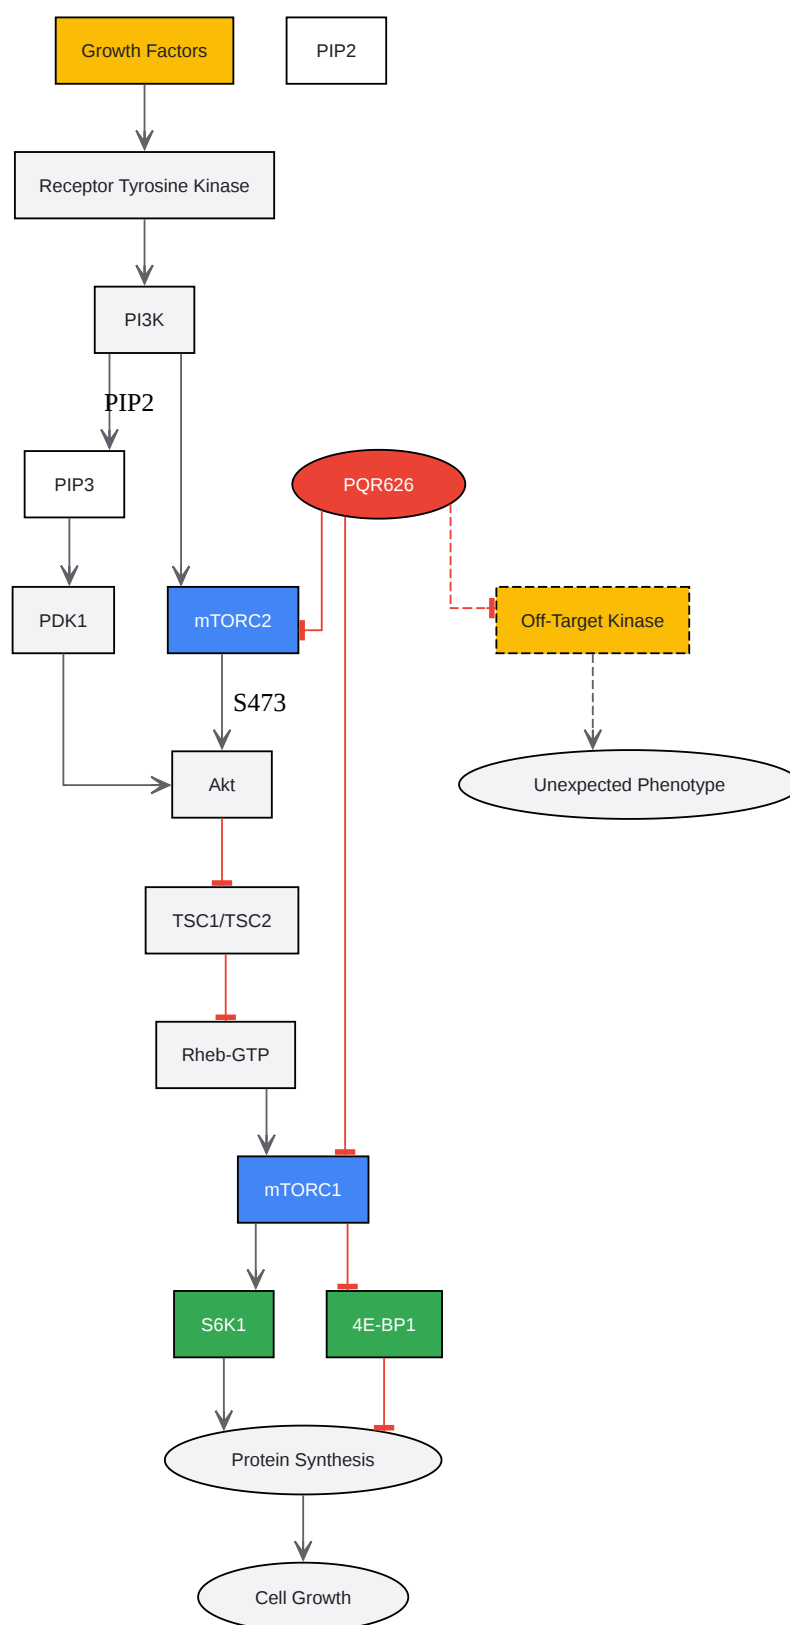 Growth Factors
PIP2
Receptor Tyrosine Kinase
PI3K
PIP2
PIP3
PQR626
PDK1
mTORC2
Off-Target Kinase
S473
Akt
Unexpected Phenotype
TSC1/TSC2
Rheb-GTP
mTORC1
S6K1
4E-BP1
Protein Synthesis
Cell Growth